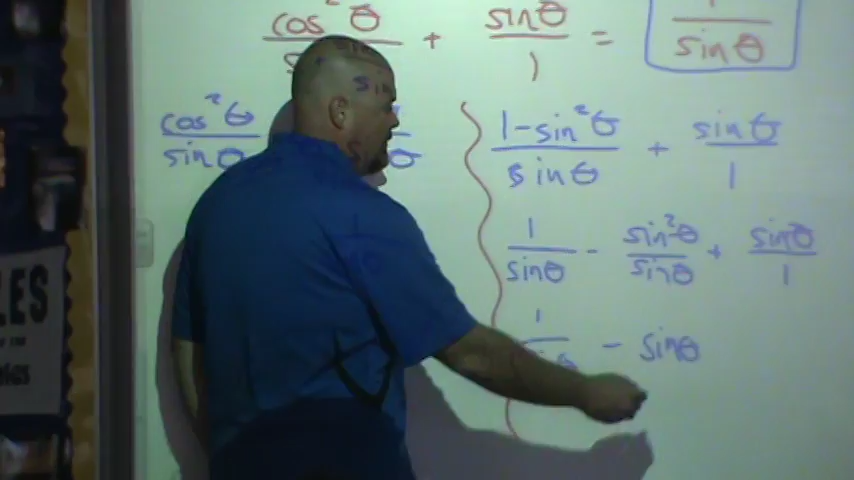 cos²θ + sinθ/1 = 1/sinθ
cos²θ/sinθ
1-sin²θ/sinθ + sinθ/1
1/sinθ - sin²θ/sinθ + sinθ/1
1 - sinθ
LES